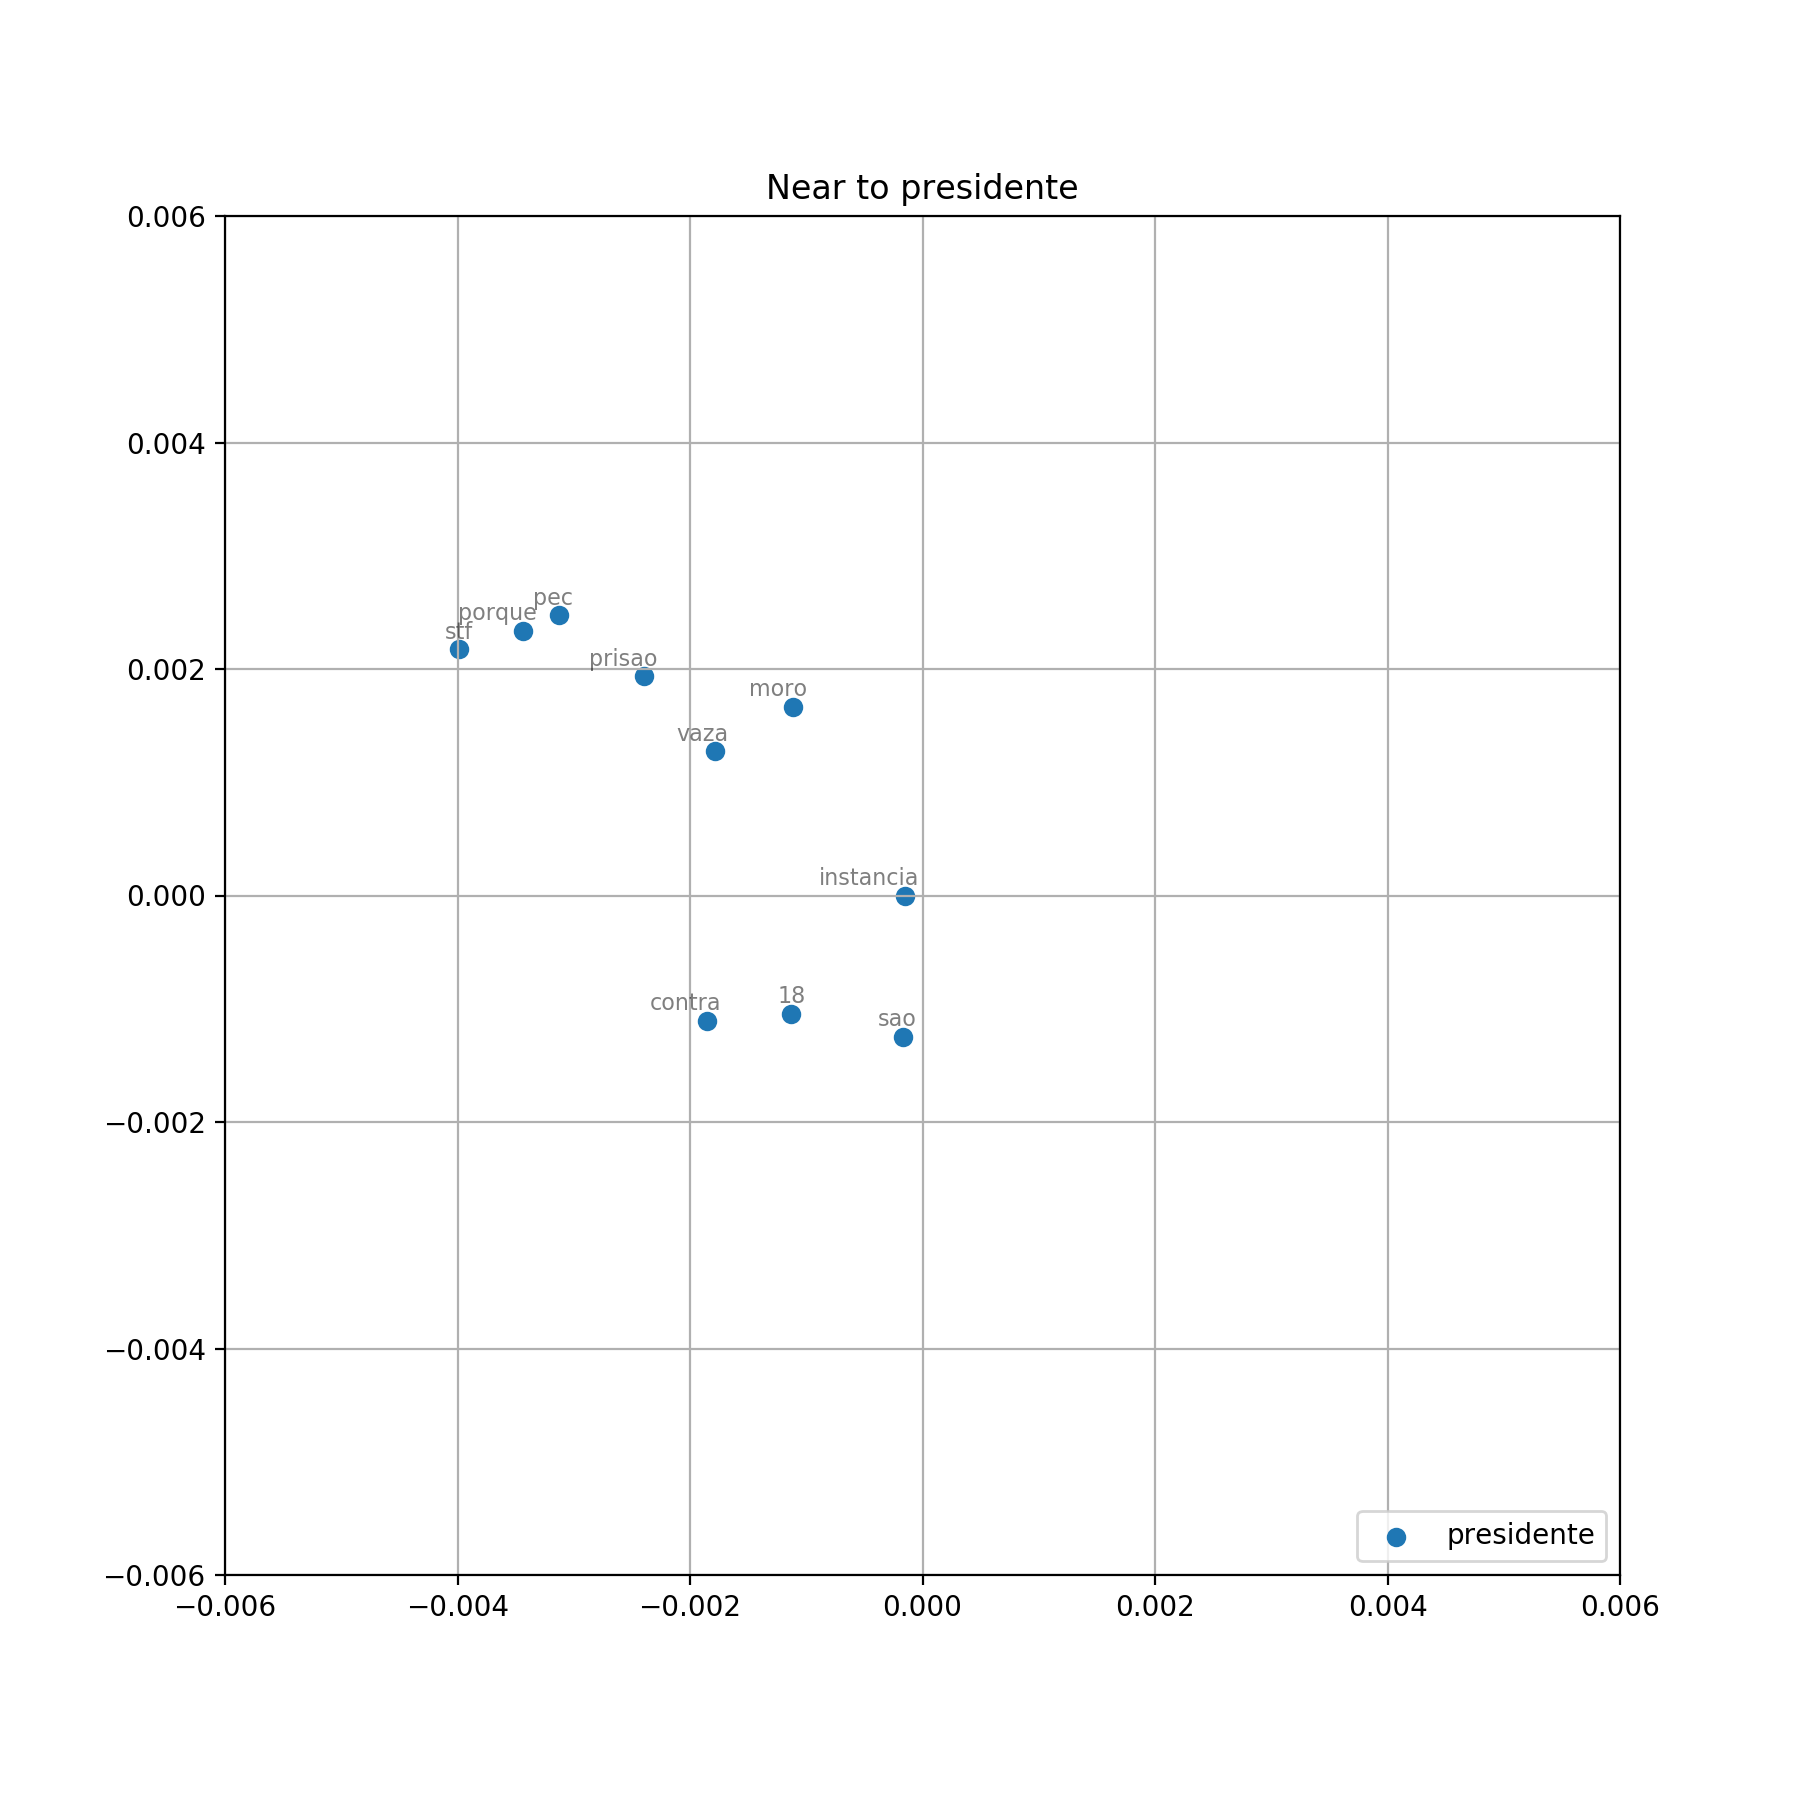 Near to presidente
0.006
0.004
pec
porque
stf
prisao
0.002
moro
vaza
instancia
0.000
18
contra
sao
−0.002
−0.004
presidente
−0.006
−0.006 −0.004 −0.002 0.000 0.002 0.004 0.006